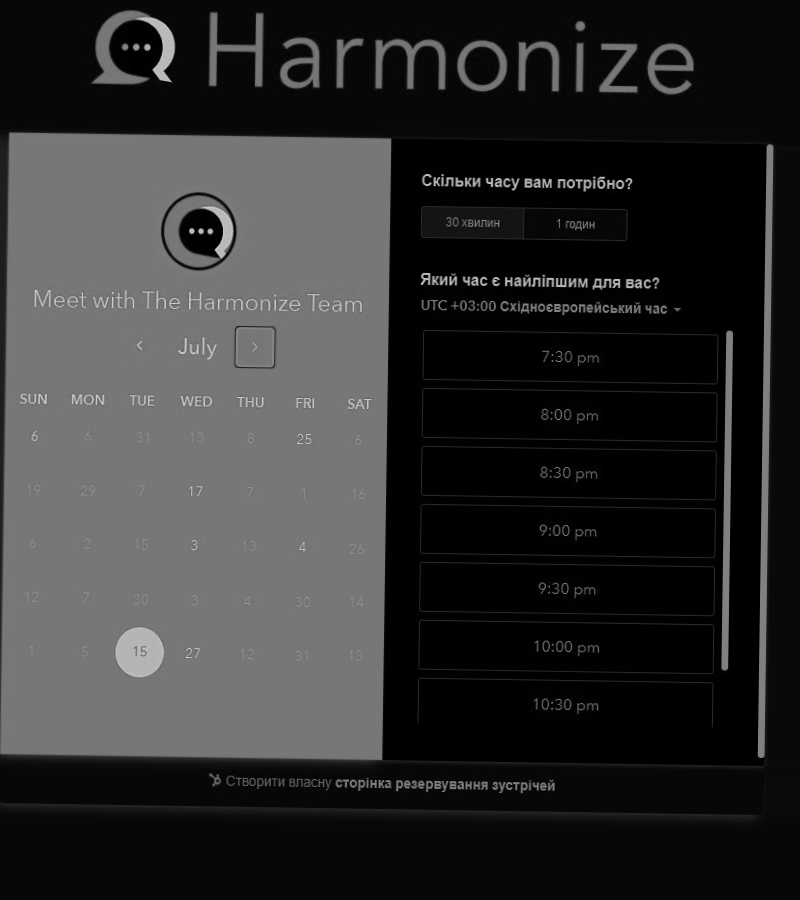 Harmonize
Meet with The Harmonize Team
July
SUN MON TUE WED THU FRI SAT
6 6 31 13 8 25 6
19 29 7 17 7 1 16
6 2 15 3 13 4 26
12 7 30 3 4 30 14
1 5 15 27 12 31 13
Скільки часу вам потрібно?
30 хвилин 1 годин
Який час є найліпшим для вас?
UTC +03:00 Східноєвропейський час
7:30 pm
8:00 pm
8:30 pm
9:00 pm
9:30 pm
10:00 pm
10:30 pm
Створити власну сторінка резервування зустрічей